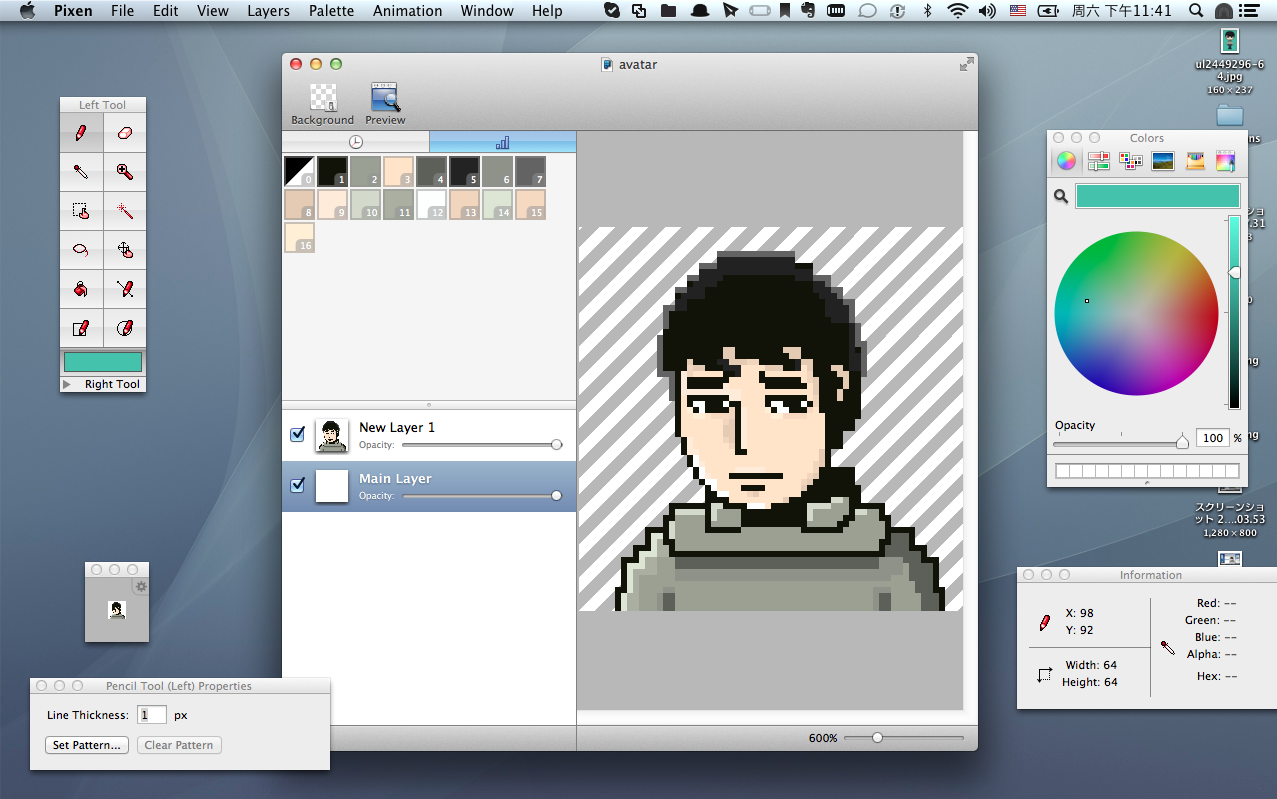 Pixen File Edit View Layers Palette Animation Window Help 周六 下午11:41
avatar
Background Preview
Left Tool
Right Tool
0 1 2 3 4 5 6 7
8 9 10 11 12 13 14 15
16
New Layer 1
Opacity:
Main Layer
Opacity:
600%
Pencil Tool (Left) Properties
Line Thickness: 1 px
Set Pattern... Clear Pattern
ul2449296-6
4.jpg
160 × 237
Colors
Opacity
100 %
スクリーンショ
ット 2....03.53
1,280 × 800
Information
X: 98
Y: 92
Width: 64
Height: 64
Red: --
Green: --
Blue: --
Alpha: --
Hex: --